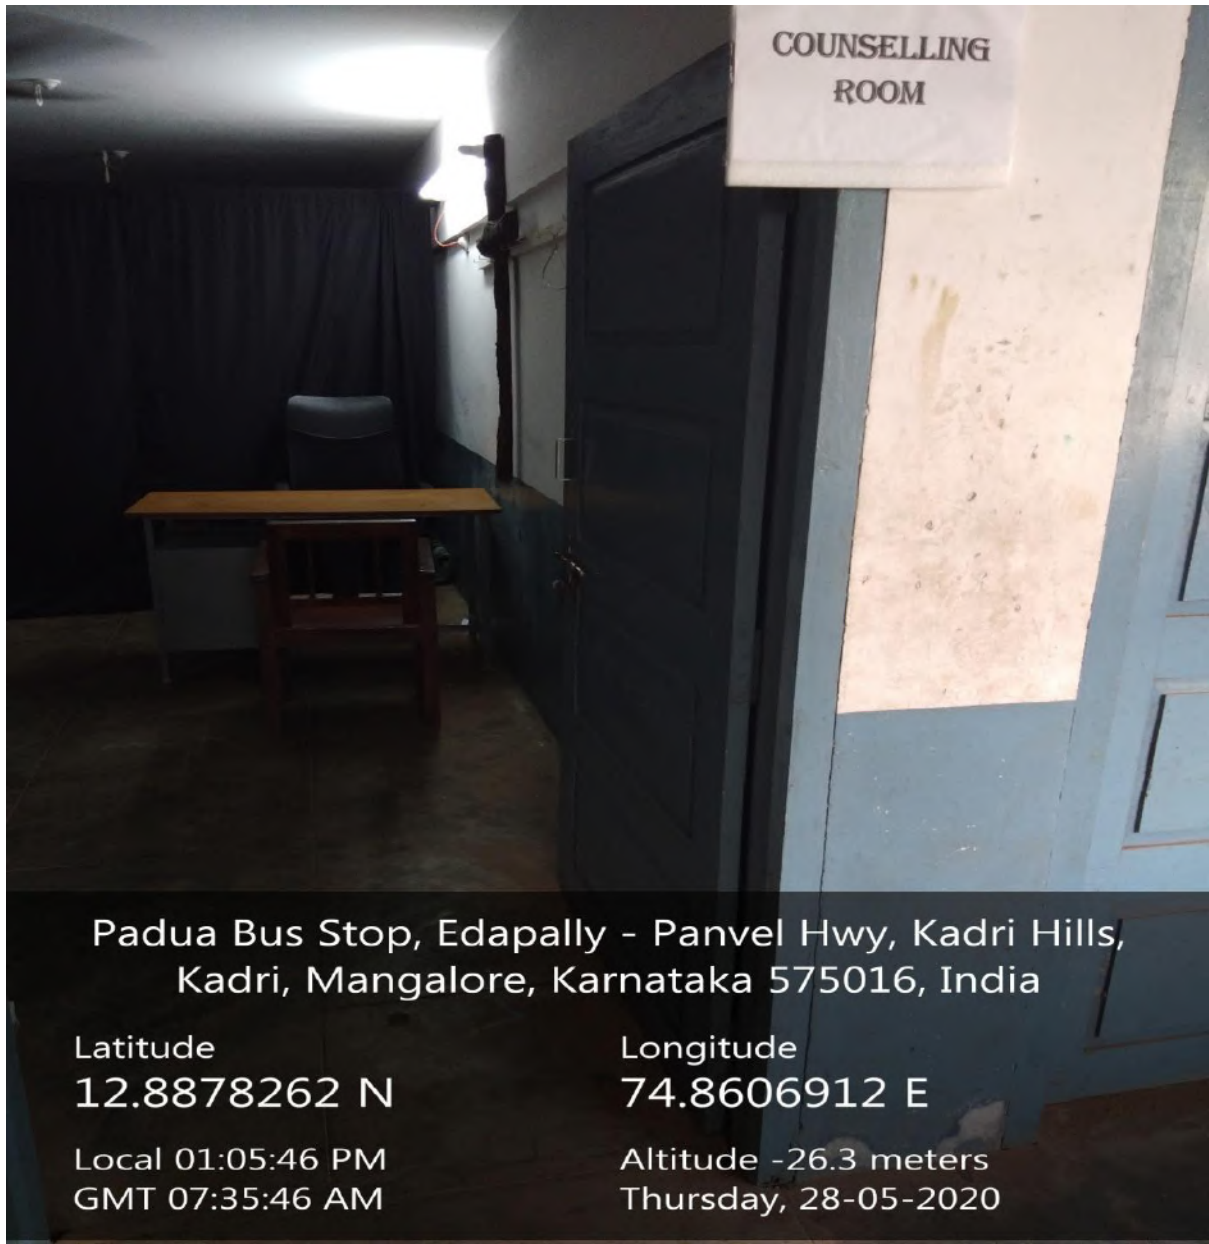 COUNSELLING
ROOM
Padua Bus Stop, Edapally - Panvel Hwy, Kadri Hills,
Kadri, Mangalore, Karnataka 575016, India
Latitude
12.8878262 N
Longitude
74.8606912 E
Local 01:05:46 PM
GMT 07:35:46 AM
Altitude -26.3 meters
Thursday, 28-05-2020